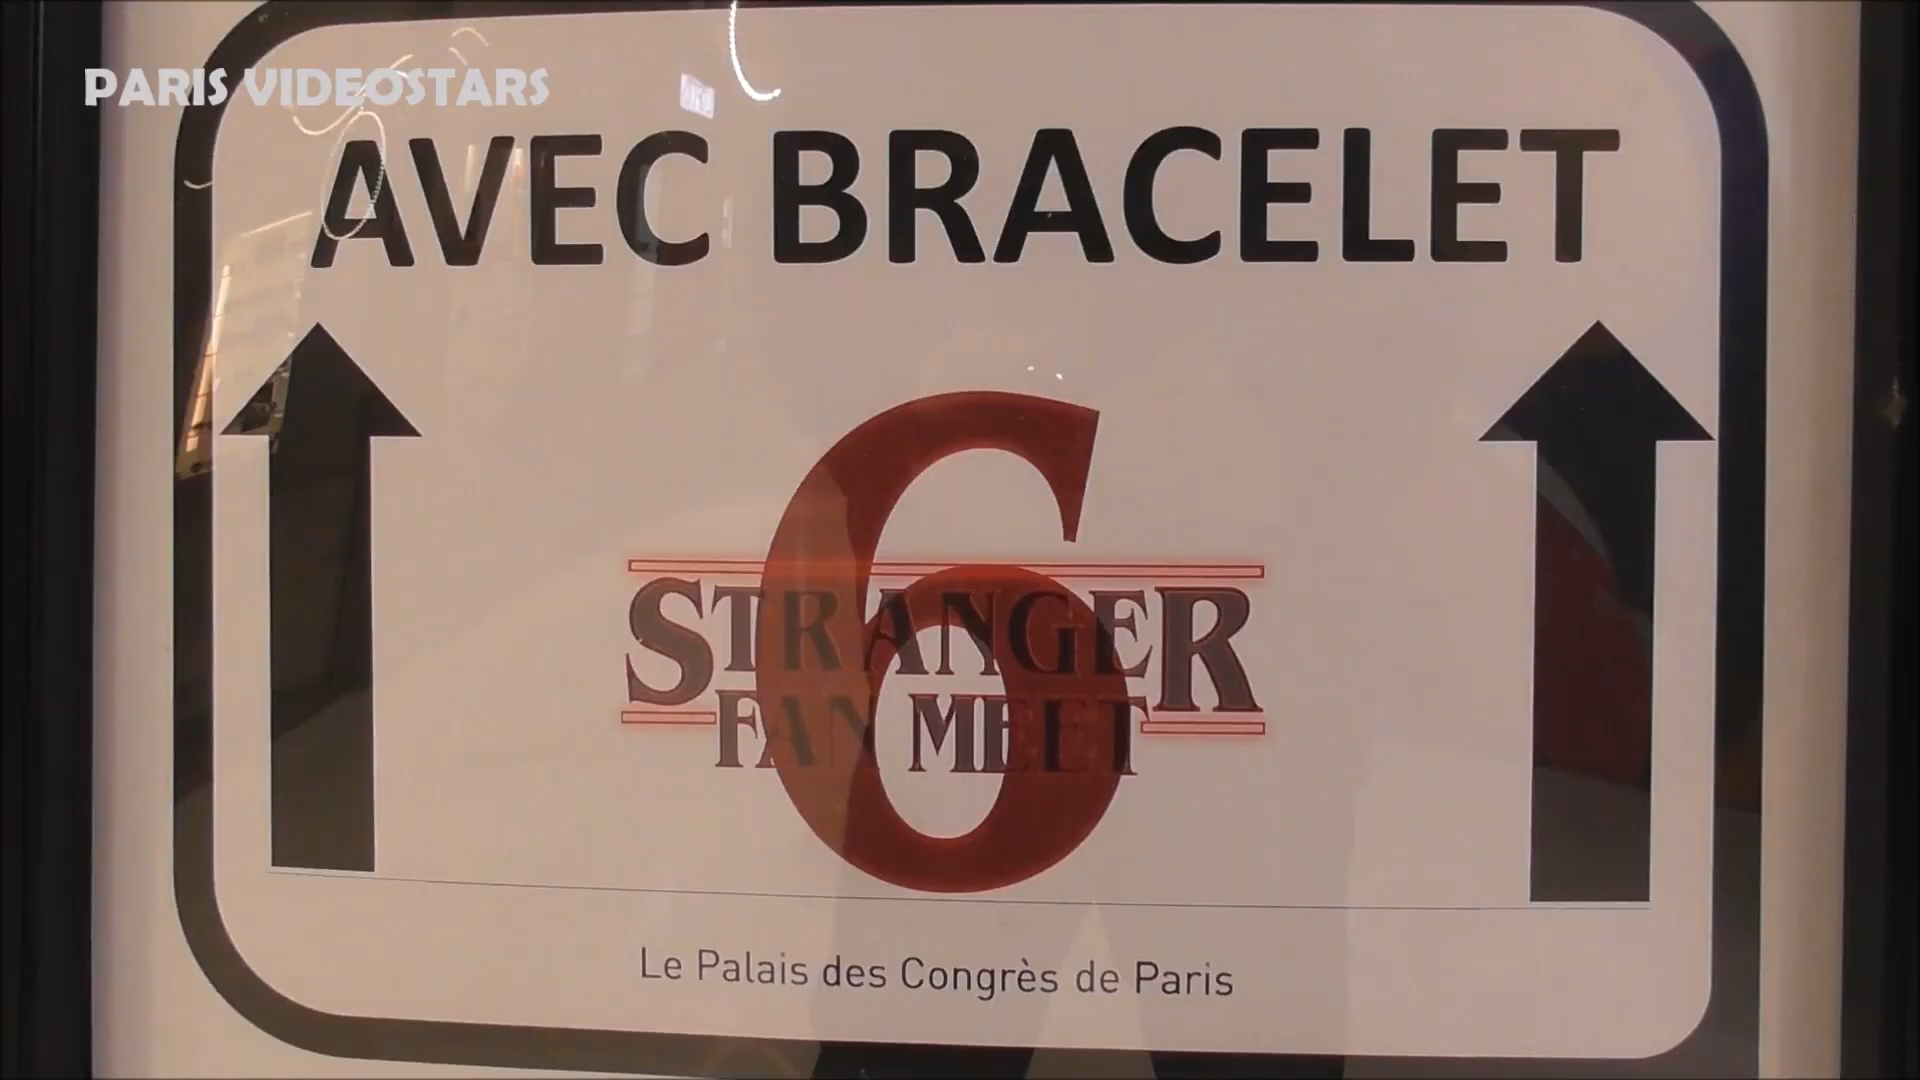 PARIS VIDEOSTARS
AVEC BRACELET
6
STRANGER
FAN MEET
Le Palais des Congrès de Paris